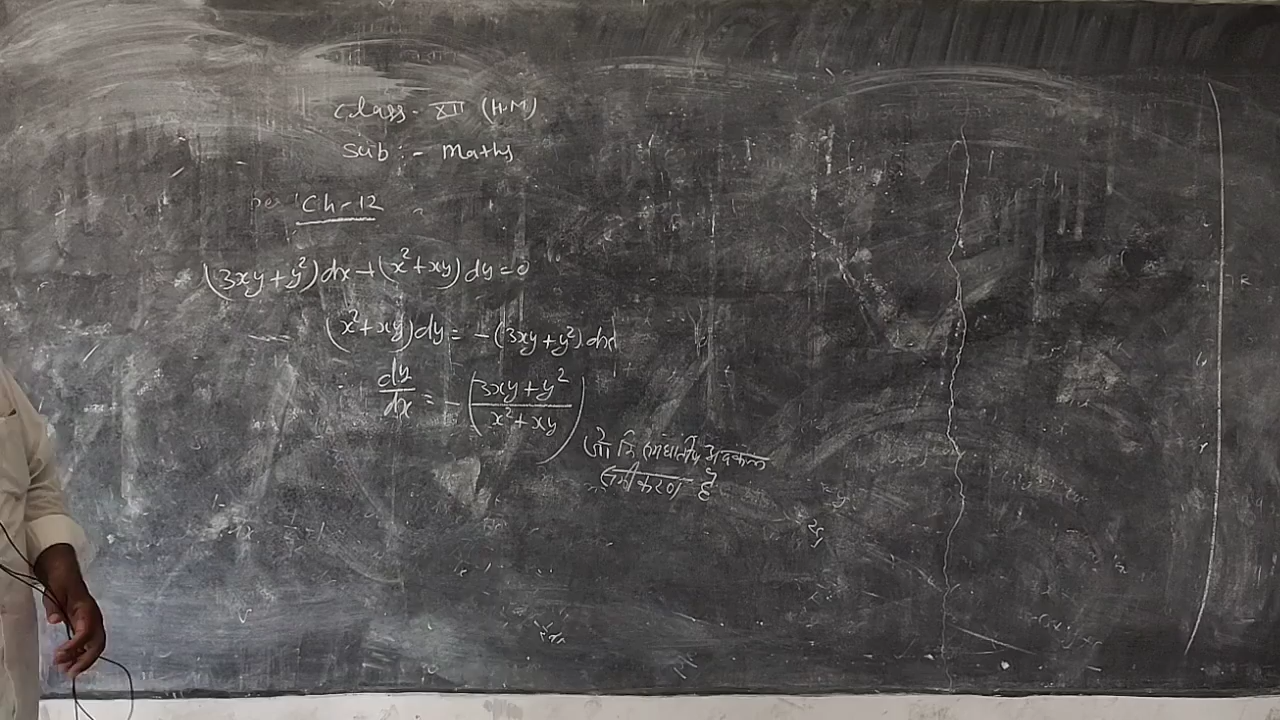 Class- XII (H.M)
Sub :- Maths
Ch-12
(3xy+y²)dx+(x²+xy)dy=0
(x²+xy)dy = -(3xy+y²)dx
dy/dx = -(3xy+y²/x²+xy)
जो कि समघातीय अवकल
समीकरण है